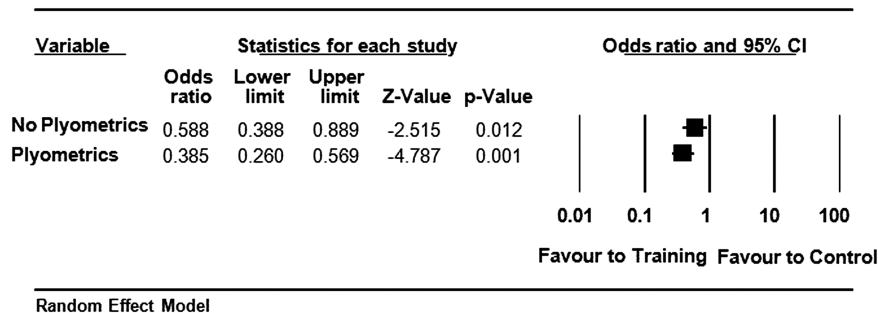 Variable Statistics for each study Odds ratio and 95% CI
Odds Lower Upper
ratio limit limit Z-Value p-Value
No Plyometrics 0.588 0.388 0.889 -2.515 0.012
Plyometrics 0.385 0.260 0.569 -4.787 0.001
0.01 0.1 1 10 100
Favour to Training Favour to Control
Random Effect Model